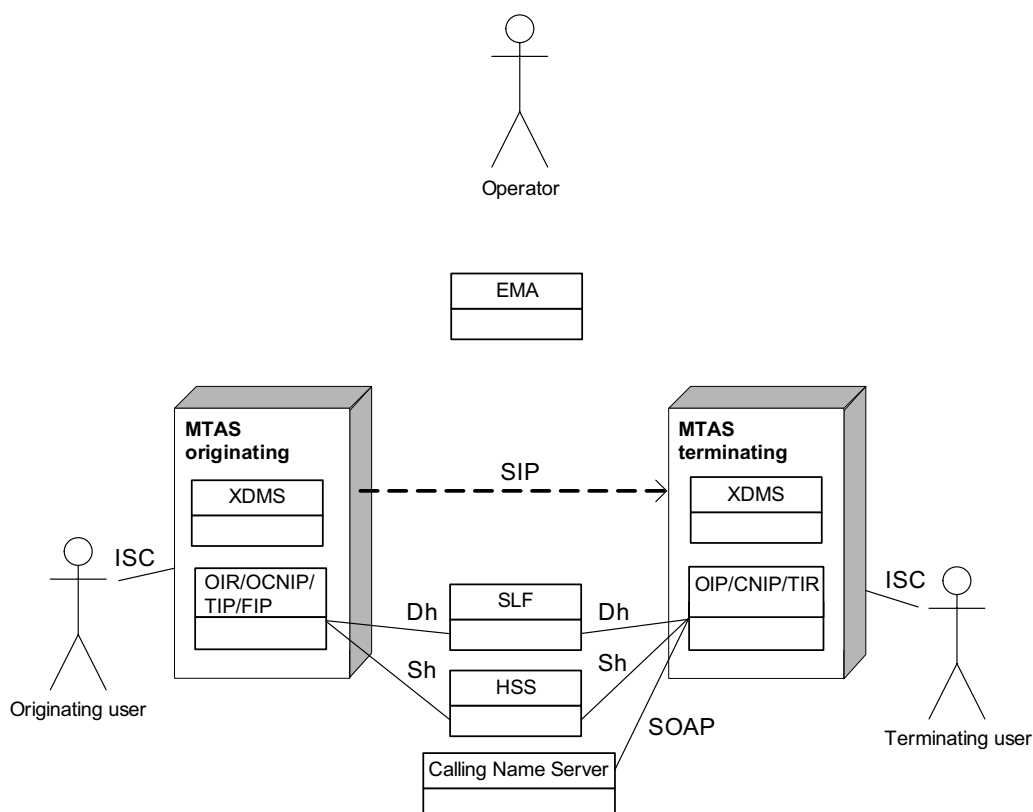 Operator
EMA
MTAS
originating
MTAS
terminating
SIP
XDMS
XDMS
ISC
OIR/OCNIP/
TIP/FIP
SLF
OIP/CNIP/TIR
ISC
Dh
Dh
Sh
Sh
HSS
Originating user
SOAP
Terminating user
Calling Name Server